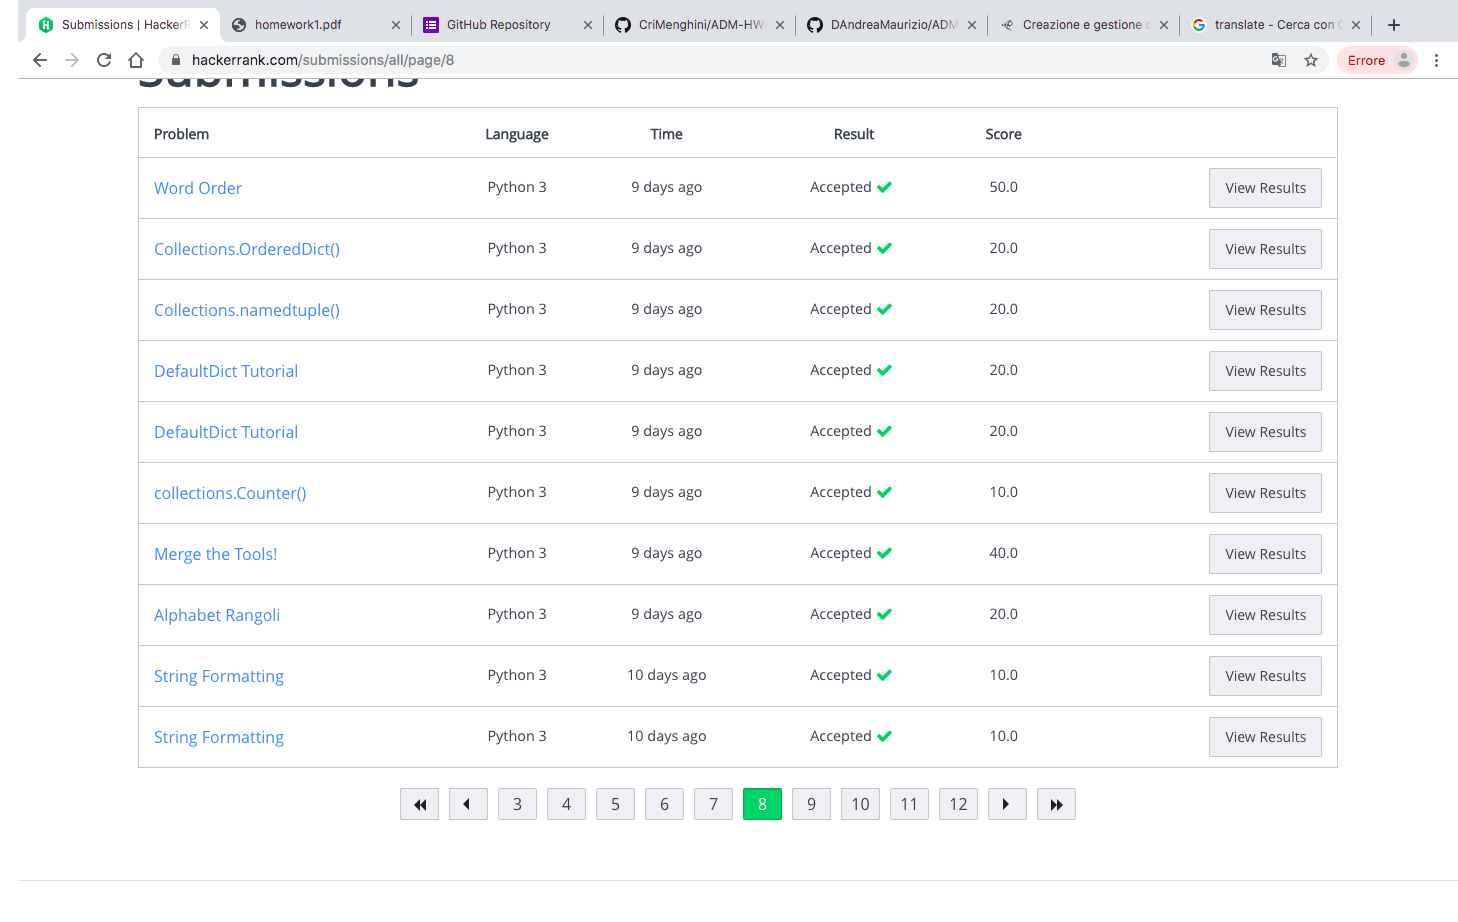 Submissions | HackerR
homework1.pdf
GitHub Repository
CriMenghini/ADM-HW
DAndreaMaurizio/ADM
Creazione e gestione
translate - Cerca con
hackerrank.com/submissions/all/page/8
Errore
Submissions
Problem Language Time Result Score
Word Order Python 3 9 days ago Accepted 50.0 View Results
Collections.OrderedDict() Python 3 9 days ago Accepted 20.0 View Results
Collections.namedtuple() Python 3 9 days ago Accepted 20.0 View Results
DefaultDict Tutorial Python 3 9 days ago Accepted 20.0 View Results
DefaultDict Tutorial Python 3 9 days ago Accepted 20.0 View Results
collections.Counter() Python 3 9 days ago Accepted 10.0 View Results
Merge the Tools! Python 3 9 days ago Accepted 40.0 View Results
Alphabet Rangoli Python 3 9 days ago Accepted 20.0 View Results
String Formatting Python 3 10 days ago Accepted 10.0 View Results
String Formatting Python 3 10 days ago Accepted 10.0 View Results
3 4 5 6 7 8 9 10 11 12